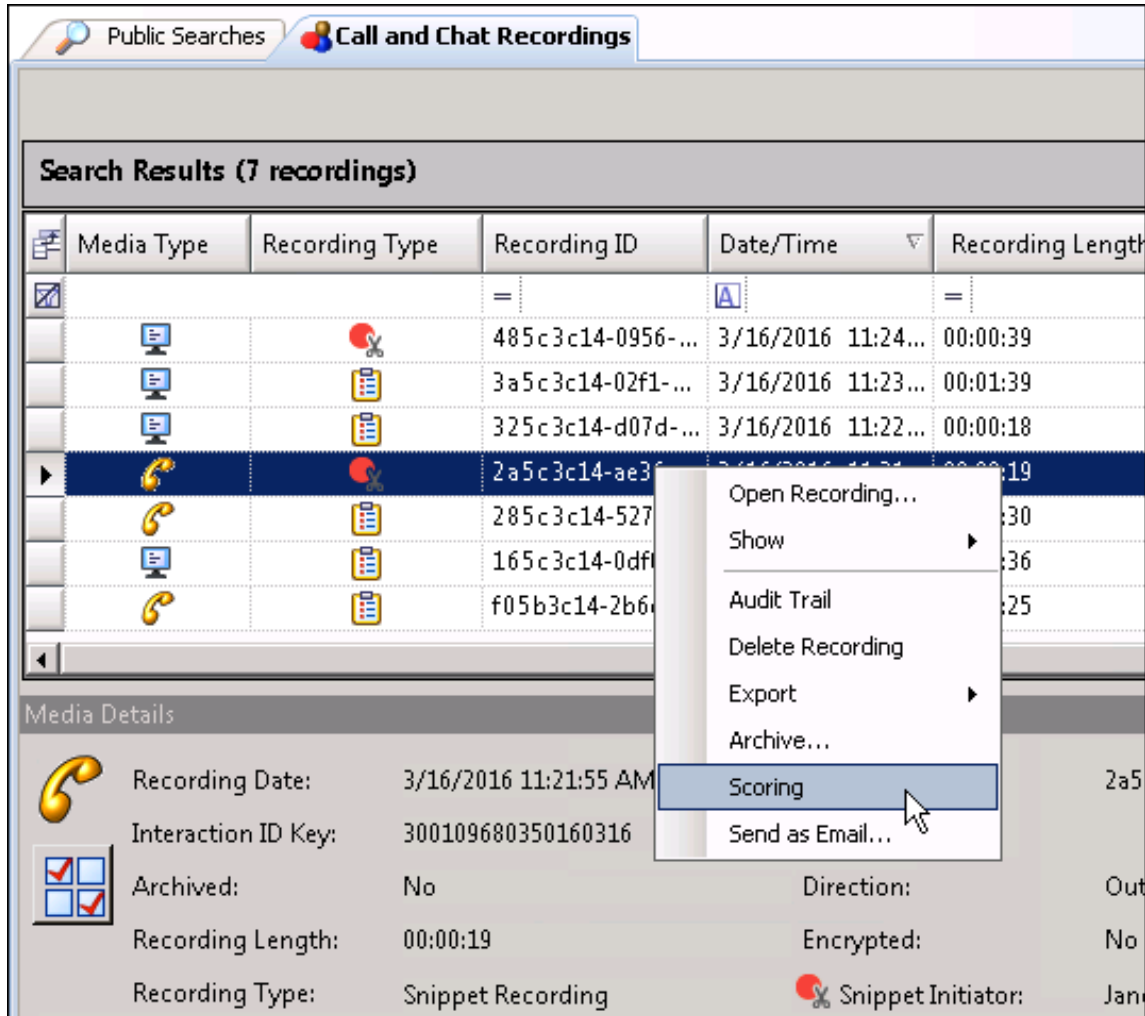 Public Searches Call and Chat Recordings
Search Results (7 recordings)
Media Type Recording Type Recording ID Date/Time Recording Length
= A =
485c3c14-0956-... 3/16/2016 11:24... 00:00:39
3a5c3c14-02f1-... 3/16/2016 11:23... 00:01:39
325c3c14-d07d-... 3/16/2016 11:22... 00:00:18
2a5c3c14-ae3 :19
Open Recording...
285c3c14-527 :30
Show
165c3c14-0df :36
Audit Trail
f05b3c14-2b6 :25
Delete Recording
Export
Archive...
Scoring
Send as Email...
Media Details
Recording Date: 3/16/2016 11:21:55 AM 2a5
Interaction ID Key: 300109680350160316
Archived: No Direction: Out
Recording Length: 00:00:19 Encrypted: No
Recording Type: Snippet Recording Snippet Initiator: Jan